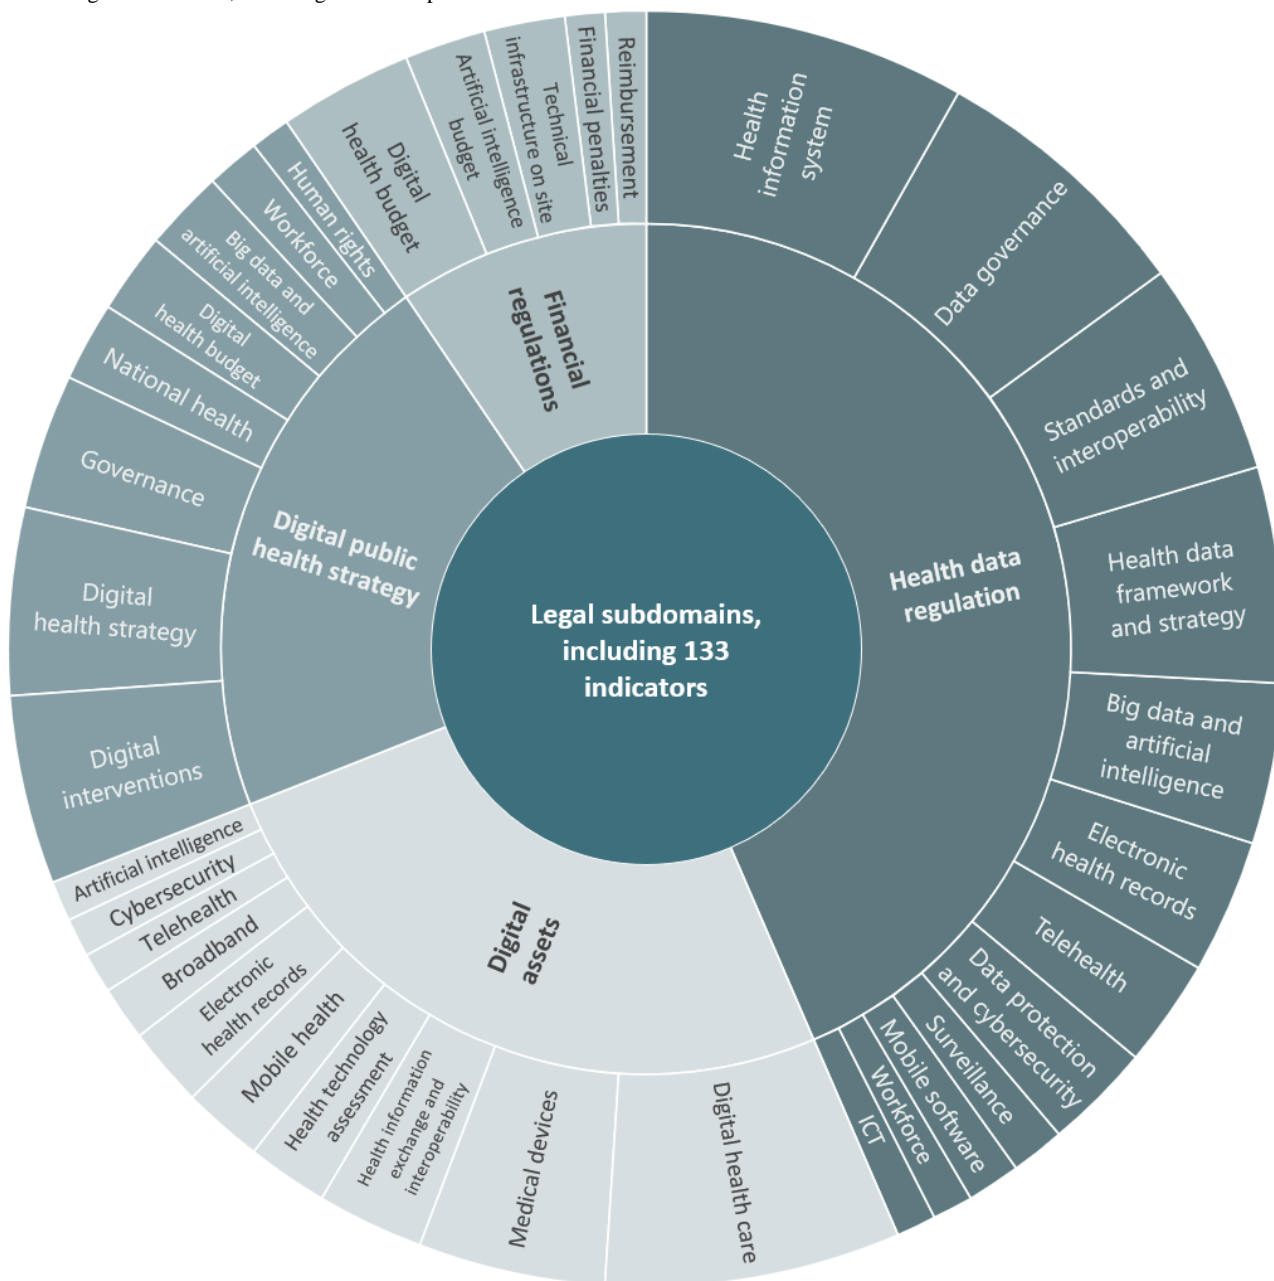 Legal subdomains,
including 133
indicators
Health data
regulation
Health
information
system
Data governance
Standards and
interoperability
Health data
framework
and strategy
Big data and
artificial
intelligence
Electronic
health records
Telehealth
Data protection
and cybersecurity
Surveillance
Mobile software
Workforce
ICT
Digital
assets
Digital health care
Medical devices
Health information
exchange and
interoperability
Health technology
assessment
Mobile health
Electronic
health records
Broadband
Telehealth
Cybersecurity
Artificial intelligence
Digital public
health strategy
Digital
interventions
Digital
health strategy
Governance
National health
Digital
health budget
Big data and
artificial intelligence
Workforce
Human rights
Financial
regulations
Digital
health budget
Artificial intelligence
budget
Technical
infrastructure on site
Financial penalties
Reimbursement